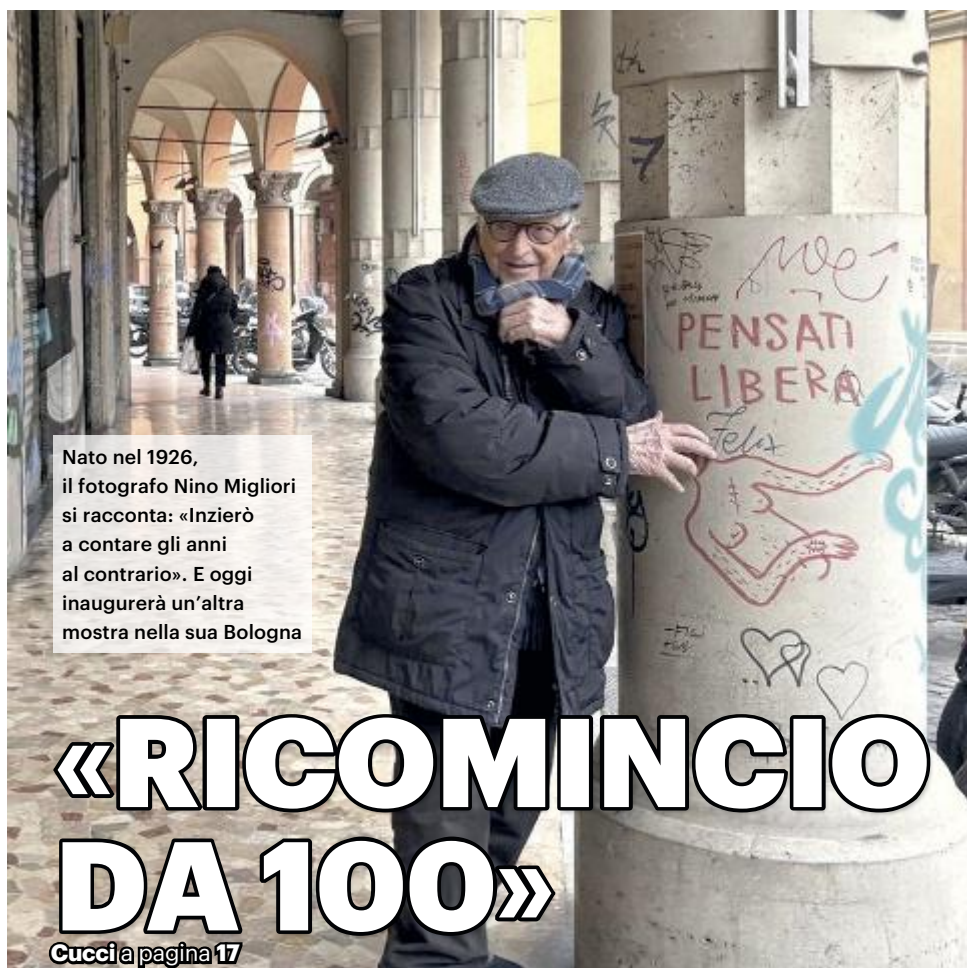 PENSATI
LIBERA
Felix
Nato nel 1926,
il fotografo Nino Migliori
si racconta: «Inzierò
a contare gli anni
al contrario». E oggi
inaugurerà un’altra
mostra nella sua Bologna
«RICOMINCIO
DA 100»
Cucci a pagina 17